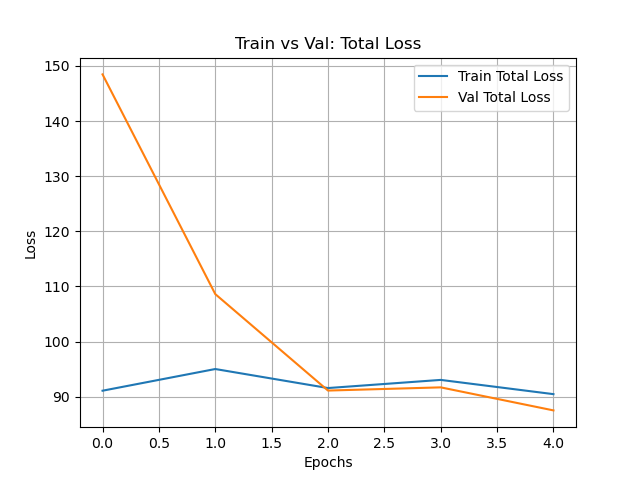 Train vs Val: Total Loss
Train Total Loss
Val Total Loss
150
140
130
120
110
100
90
Loss
0.0 0.5 1.0 1.5 2.0 2.5 3.0 3.5 4.0
Epochs